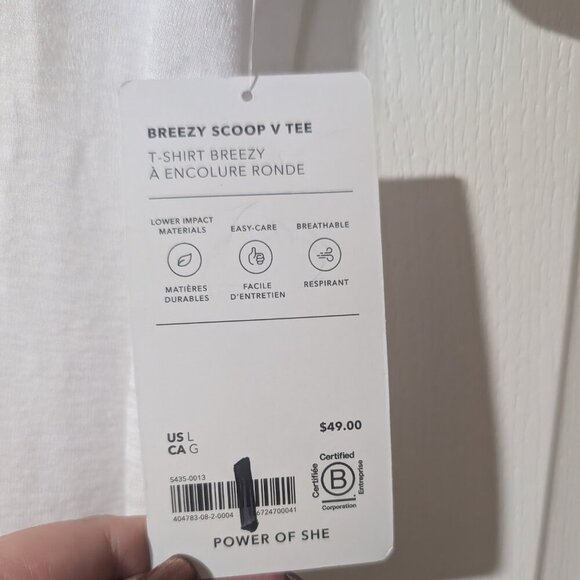 BREEZY SCOOP V TEE
T-SHIRT BREEZY
À ENCOLURE RONDE
LOWER IMPACT
MATERIALS
MATIÈRES
DURABLES
EASY-CARE
FACILE
D'ENTRETIEN
BREATHABLE
RESPIRANT
US L
CA G
$49.00
5435-0013
404783-08-2-0004
6724700041
Certified
Certifiée
B
Entreprise
Corporation
POWER OF SHE